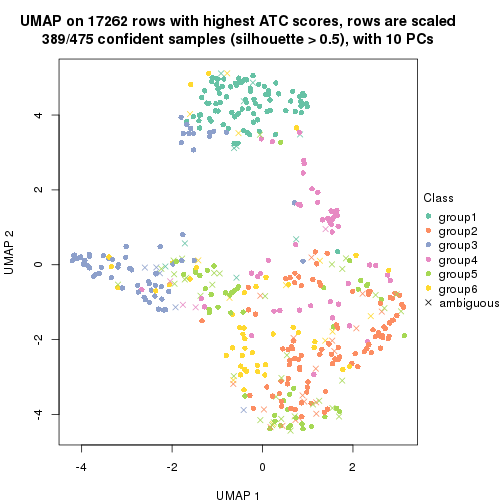 UMAP on 17262 rows with highest ATC scores, rows are scaled
389/475 confident samples (silhouette > 0.5), with 10 PCs
Class
group1
group2
group3
group4
group5
group6
ambiguous
UMAP 2
4
2
0
-2
-4
-4
-2
0
2
UMAP 1